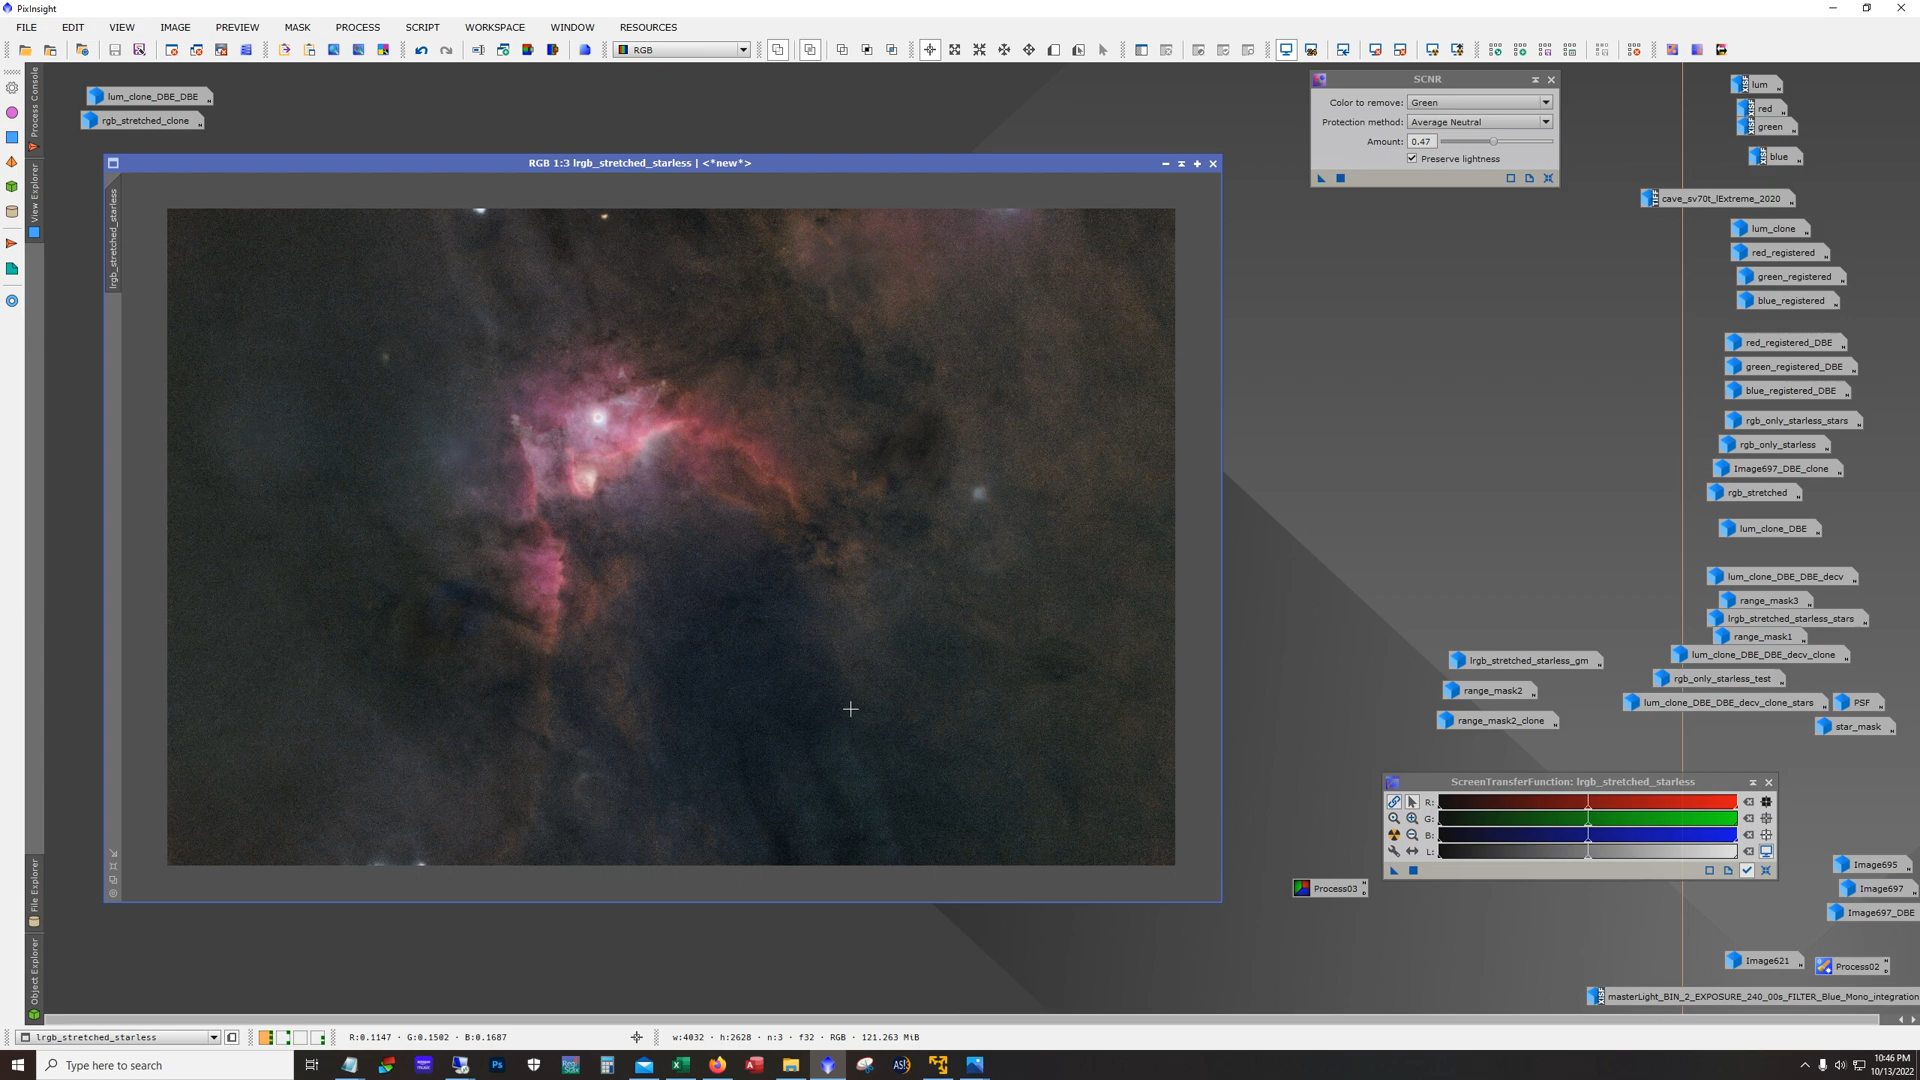 PixInsight
FILE EDIT VIEW IMAGE PREVIEW MASK PROCESS SCRIPT WORKSPACE WINDOW RESOURCES
RGB
Process Console
View Explorer
File Explorer
Object Explorer
lum_clone_DBE_DBE
rgb_stretched_clone
RGB 1:3 lrgb_stretched_starless | <*new*>
lrgb_stretched_starless
SCNR
Color to remove: Green
Protection method: Average Neutral
Amount: 0.47
Preserve lightness
lum
red
green
blue
cave_sv70t_lExtreme_2020
lum_clone
red_registered
green_registered
blue_registered
red_registered_DBE
green_registered_DBE
blue_registered_DBE
rgb_only_starless_stars
rgb_only_starless
Image697_DBE_clone
rgb_stretched
lum_clone_DBE
lum_clone_DBE_DBE_decv
range_mask3
lrgb_stretched_starless_stars
range_mask1
lum_clone_DBE_DBE_decv_clone
lrgb_stretched_starless_gm
rgb_only_starless_test
range_mask2
lum_clone_DBE_DBE_decv_clone_stars
PSF
range_mask2_clone
star_mask
ScreenTransferFunction: lrgb_stretched_starless
R:
G:
B:
L:
Process03
Image695
Image697
Image697_DBE
Image621
Process02
masterLight_BIN_2_EXPOSURE_240_00s_FILTER_Blue_Mono_integration
lrgb_stretched_starless
R:0.1147 · G:0.1502 · B:0.1687
w:4032 · h:2628 · n:3 · f32 · RGB · 121.263 MiB
Type here to search
10:46 PM
10/13/2022